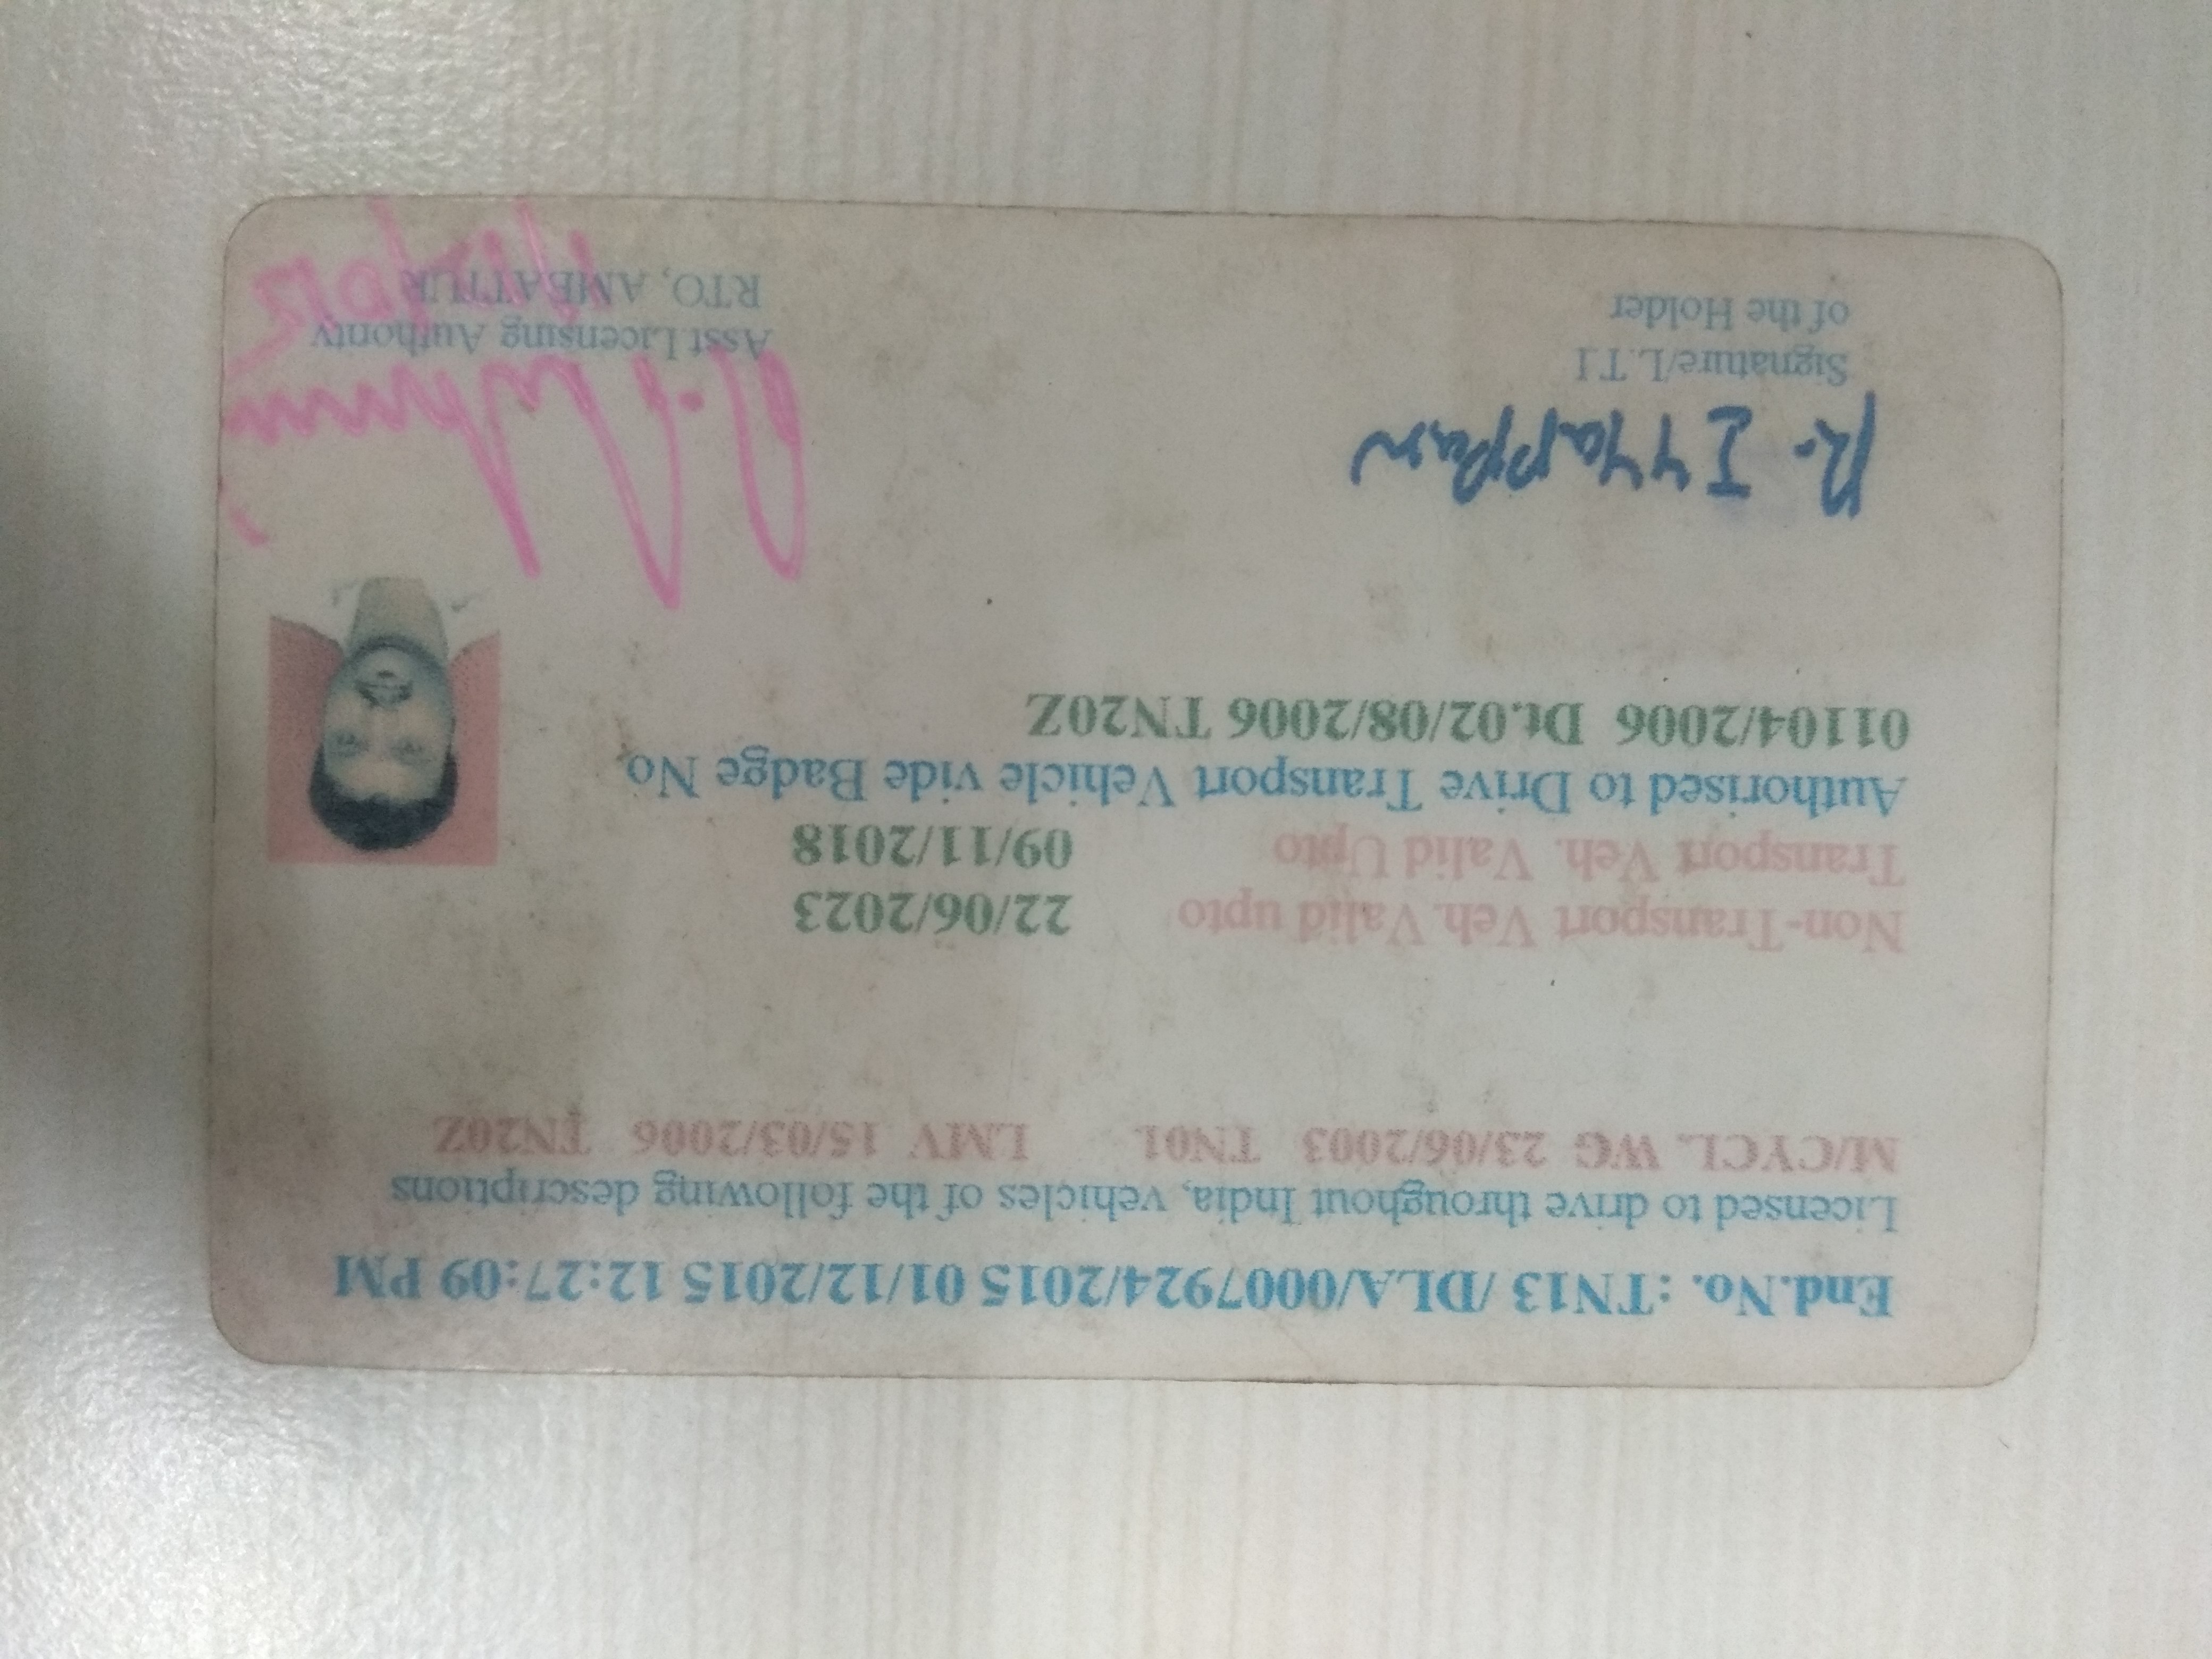 End.No. :TN13 /DLA/0007924/2015 01/12/2015 12:27:09 PM
Licensed to drive throughout India, vehicles of the following descriptions
M/CYCL. WG 23/06/2003 TN01 LMV 15/03/2006 TN20Z
Non-Transport Veh. Valid upto 22/06/2023
Transport Veh. Valid Upto 09/11/2018
Authorised to Drive Transport Vehicle vide Badge No
01104/2006 Dt.02/08/2006 TN20Z
R. Iyyappan
Signature/L.T.I
of the Holder
Asst Licensing Authority
RTO, AMBATTUR